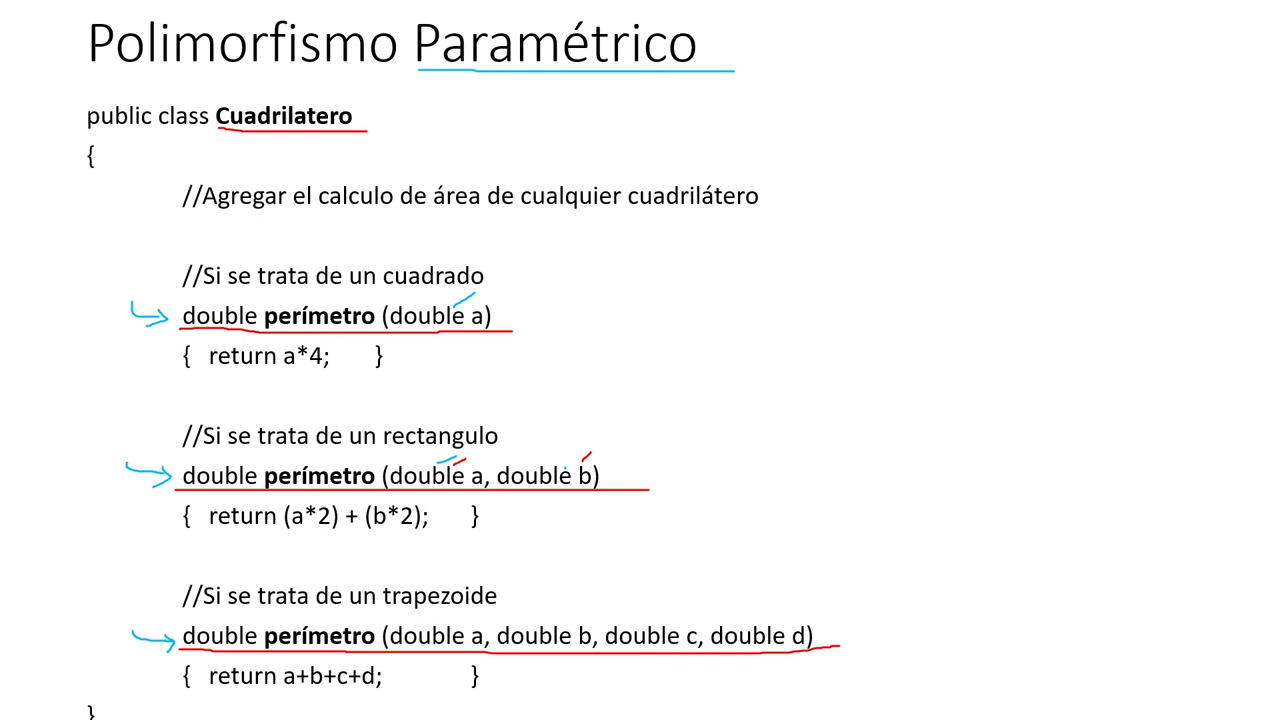 Polimorfismo Paramétrico
public class Cuadrilatero
{
//Agregar el calculo de área de cualquier cuadrilátero
//Si se trata de un cuadrado
double perímetro (double a)
{ return a*4; }
//Si se trata de un rectangulo
double perímetro (double a, double b)
{ return (a*2) + (b*2); }
//Si se trata de un trapezoide
double perímetro (double a, double b, double c, double d)
{ return a+b+c+d; }
}